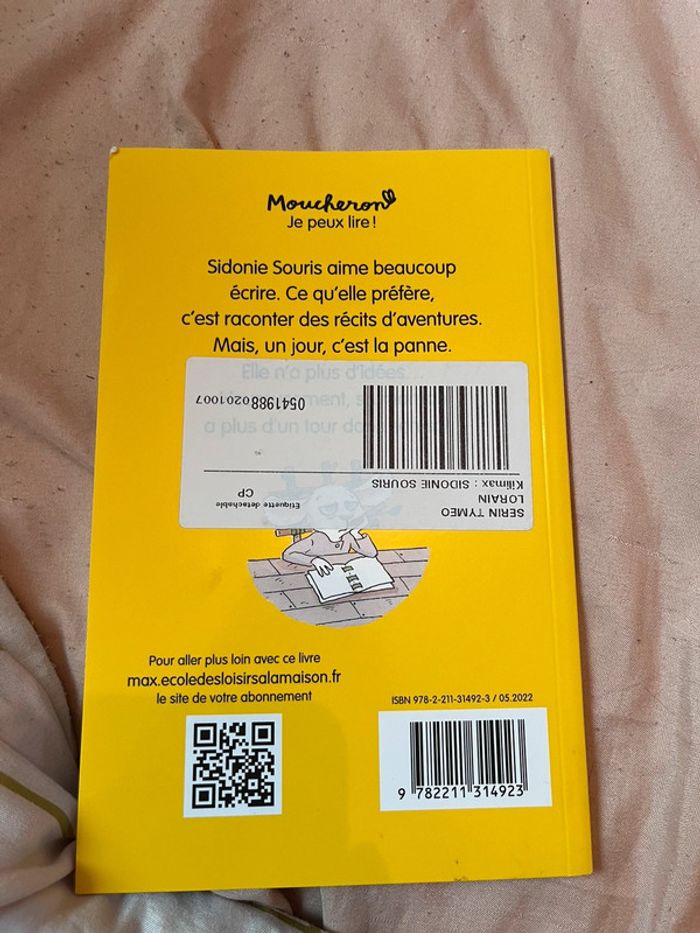 Moucheron
Je peux lire !
Sidonie Souris aime beaucoup
écrire. Ce qu'elle préfère,
c'est raconter des récits d'aventures.
Mais, un jour, c'est la panne.
Elle n'a plus d'idées...
a plus d'un tour
SERIN TYMEO
LORAIN
Kilimax : SIDONIE SOURIS
Etiquette détachable
CP
0541988 0201007
Pour aller plus loin avec ce livre
max.ecoledesloisirsalamaison.fr
le site de votre abonnement
ISBN 978-2-211-31492-3 / 05.2022
9 782211 314923